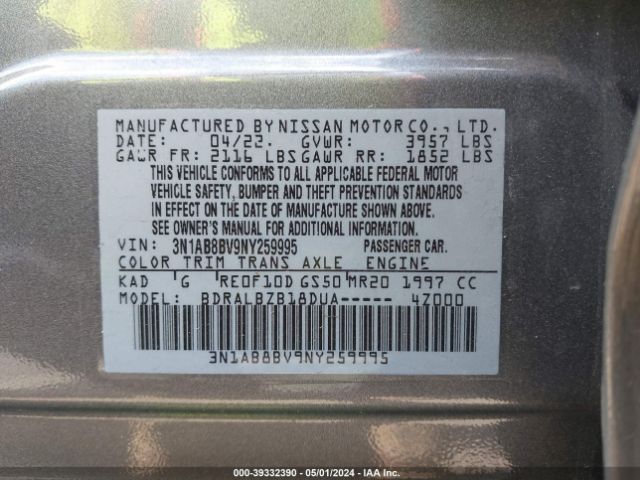 MANUFACTURED BY NISSAN MOTOR CO., LTD.
DATE: 04/22. GVWR: 3957 LBS
GAWR FR: 2116 LBS GAWR RR: 1852 LBS
THIS VEHICLE CONFORMS TO ALL APPLICABLE FEDERAL MOTOR
VEHICLE SAFETY, BUMPER AND THEFT PREVENTION STANDARDS
IN EFFECT ON THE DATE OF MANUFACTURE SHOWN ABOVE.
SEE OWNER'S MANUAL FOR ADDITIONAL INFORMATION.
VIN: 3N1AB8BV9NY259995 PASSENGER CAR.
COLOR TRIM TRANS AXLE ENGINE
KAD G RE0F10D GS50 MR20 1997 CC
MODEL: BDRALBZB18DUA----- 4Z000
3N1AB8BV9NY259995
000-39332390 - 05/01/2024 - IAA Inc.